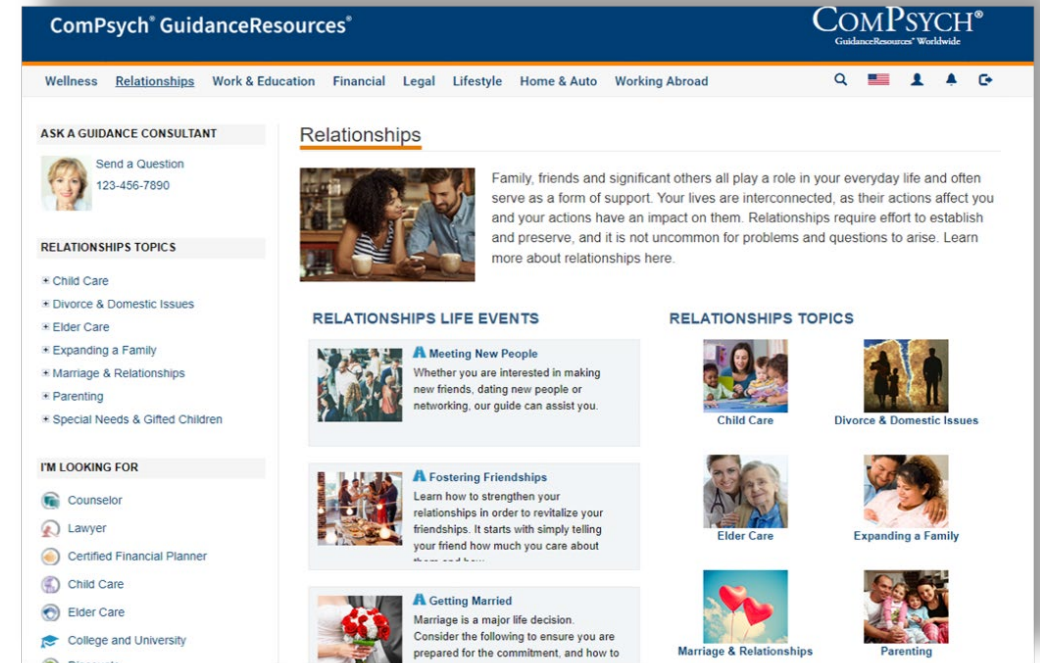 ComPsych® GuidanceResources®
COMPSYCH®
GuidanceResources® Worldwide
Wellness Relationships Work & Education Financial Legal Lifestyle Home & Auto Working Abroad
ASK A GUIDANCE CONSULTANT
Send a Question
123-456-7890
RELATIONSHIPS TOPICS
Child Care
Divorce & Domestic Issues
Elder Care
Expanding a Family
Marriage & Relationships
Parenting
Special Needs & Gifted Children
I'M LOOKING FOR
Counselor
Lawyer
Certified Financial Planner
Child Care
Elder Care
College and University
Relationships
Family, friends and significant others all play a role in your everyday life and often
serve as a form of support. Your lives are interconnected, as their actions affect you
and your actions have an impact on them. Relationships require effort to establish
and preserve, and it is not uncommon for problems and questions to arise. Learn
more about relationships here.
RELATIONSHIPS LIFE EVENTS
Meeting New People
Whether you are interested in making
new friends, dating new people or
networking, our guide can assist you.
Fostering Friendships
Learn how to strengthen your
relationships in order to revitalize your
friendships. It starts with simply telling
your friend how much you care about
Getting Married
Marriage is a major life decision.
Consider the following to ensure you are
prepared for the commitment, and how to
RELATIONSHIPS TOPICS
Child Care
Divorce & Domestic Issues
Elder Care
Expanding a Family
Marriage & Relationships
Parenting